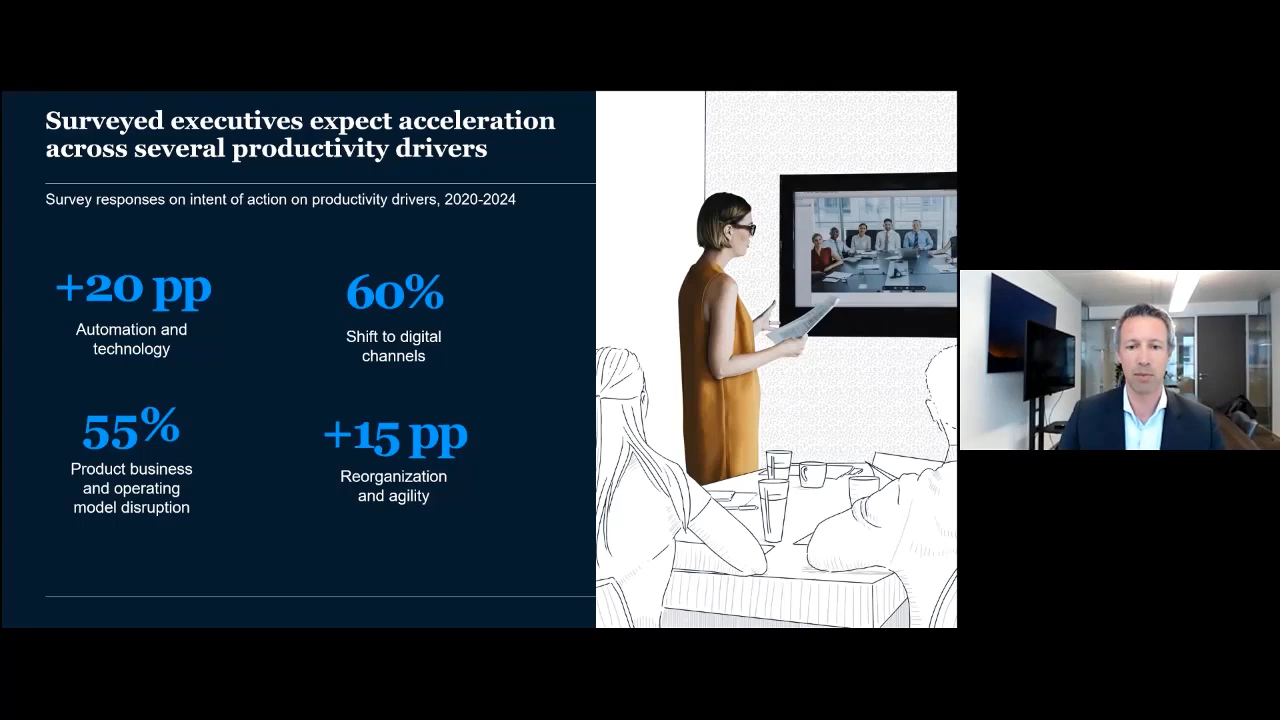 Surveyed executives expect acceleration
across several productivity drivers
Survey responses on intent of action on productivity drivers, 2020-2024
+20 pp
Automation and
technology
60%
Shift to digital
channels
55%
Product business
and operating
model disruption
+15 pp
Reorganization
and agility